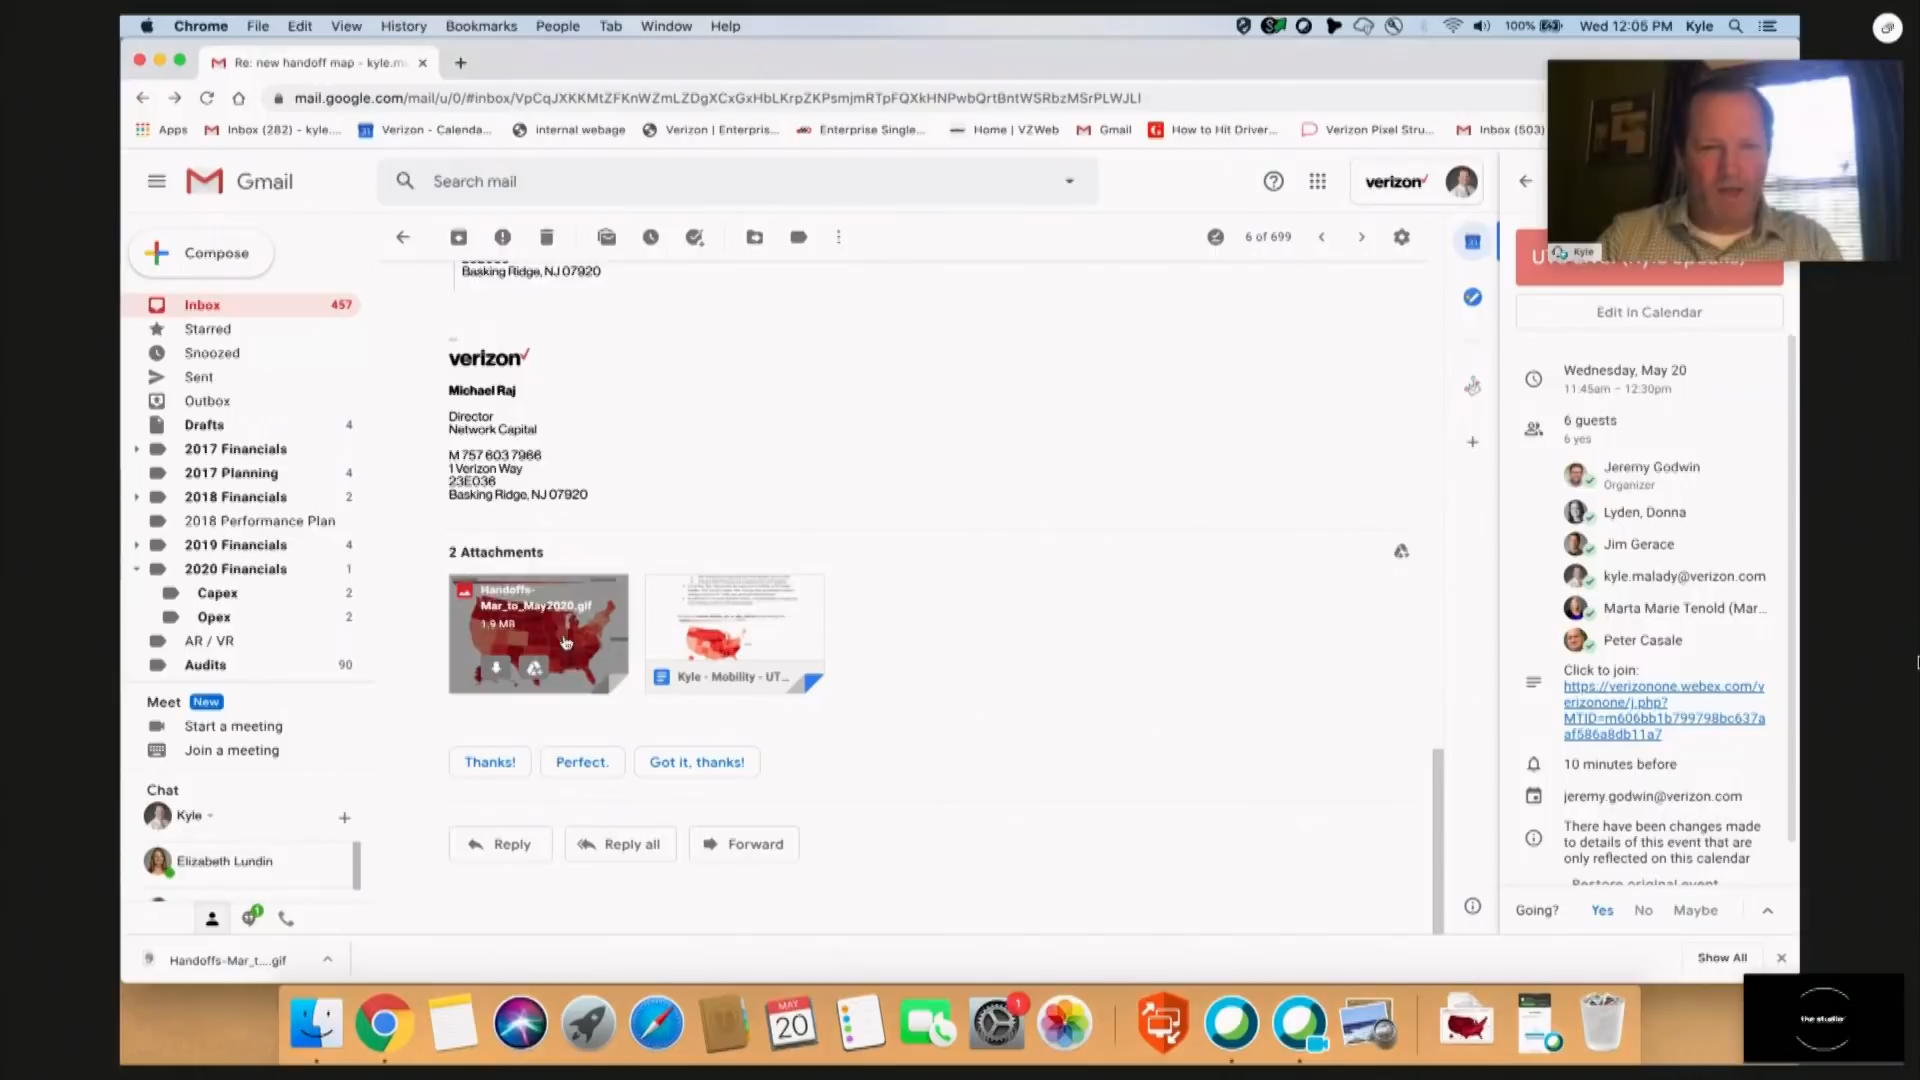 Chrome File Edit View History Bookmarks People Tab Window Help
100% Wed 12:05 PM Kyle
Re: new handoff map - kyle.m
mail.google.com/mail/u/0/#inbox/VpCqJXKKMtZFKnWZmLZDgXCxGxHbLKrpZKPsmjmRTpFQXkHNPwbQrtBntWSRbzMSrPLWJLl
Apps Inbox (282) - kyle.... Verizon - Calenda... internal webpage Verizon | Enterpris... Enterprise Single... Home | VZWeb Gmail How to Hit Driver... Verizon Pixel Stru... Inbox (503)
Gmail
Search mail
verizon
Kyle
Compose
6 of 699
Basking Ridge, NJ 07920
Edit in Calendar
Inbox 457
Starred
Snoozed
Sent
Outbox
Drafts 4
2017 Financials
2017 Planning 4
2018 Financials 2
2018 Performance Plan
2019 Financials 4
2020 Financials 1
Capex 2
Opex 2
AR / VR
Audits 90
Meet New
Start a meeting
Join a meeting
Chat
Kyle
Elizabeth Lundin
1
verizon
Michael Raj
Director
Network Capital
M 757 603 7966
1 Verizon Way
23E036
Basking Ridge, NJ 07920
2 Attachments
Handoffs-
Mar_to_May2020.gif
1.9 MB
Kyle - Mobility - UT...
Thanks! Perfect. Got it, thanks!
Reply Reply all Forward
Wednesday, May 20
11:45am – 12:30pm
6 guests
6 yes
Jeremy Godwin
Organizer
Lyden, Donna
Jim Gerace
kyle.malady@verizon.com
Marta Marie Tenold (Mar...
Peter Casale
Click to join:
https://verizonone.webex.com/v
erizonone/j.php?
MTID=m606bb1b799798bc637a
af586a8db11a7
10 minutes before
jeremy.godwin@verizon.com
There have been changes made
to details of this event that are
only reflected on this calendar
Restore original event
Going? Yes No Maybe
Handoffs-Mar_t....gif
Show All
MAY
20
1
the studio